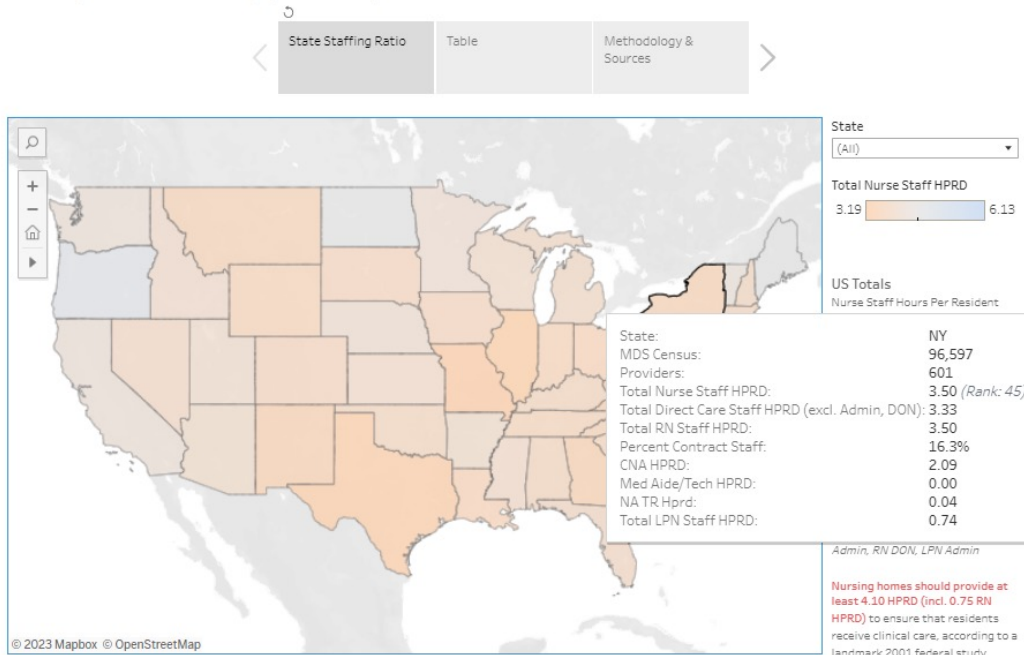 State Staffing Ratio
Table
Methodology &
Sources
State
(All)
Total Nurse Staff HPRD
3.19 6.13
US Totals
Nurse Staff Hours Per Resident
State: NY
MDS Census: 96,597
Providers: 601
Total Nurse Staff HPRD: 3.50 (Rank: 45)
Total Direct Care Staff HPRD (excl. Admin, DON): 3.33
Total RN Staff HPRD: 3.50
Percent Contract Staff: 16.3%
CNA HPRD: 2.09
Med Aide/Tech HPRD: 0.00
NA TR Hprd: 0.04
Total LPN Staff HPRD: 0.74
Admin, RN DON, LPN Admin
Nursing homes should provide at
least 4.10 HPRD (incl. 0.75 RN
HPRD) to ensure that residents
receive clinical care, according to a
landmark 2001 federal study
© 2023 Mapbox © OpenStreetMap